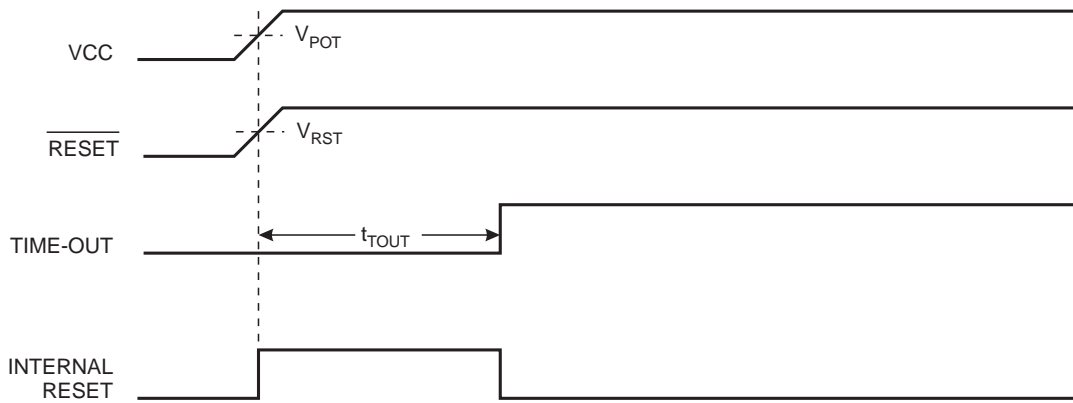 VCC
VPOT
RESET
VRST
TIME-OUT
tTOUT
INTERNAL
RESET